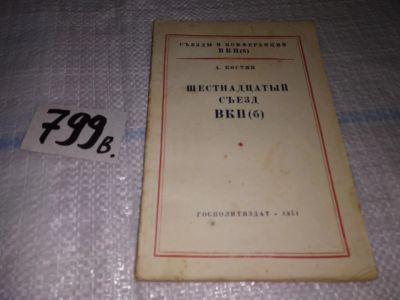 799в.
СЪЕЗДЫ И КОНФЕРЕНЦИИ
ВКП(б)
А. КОСТИН
ШЕСТНАДЦАТЫЙ
СЪЕЗД
ВКП(б)
ГОСПОЛИТИЗДАТ • 1951